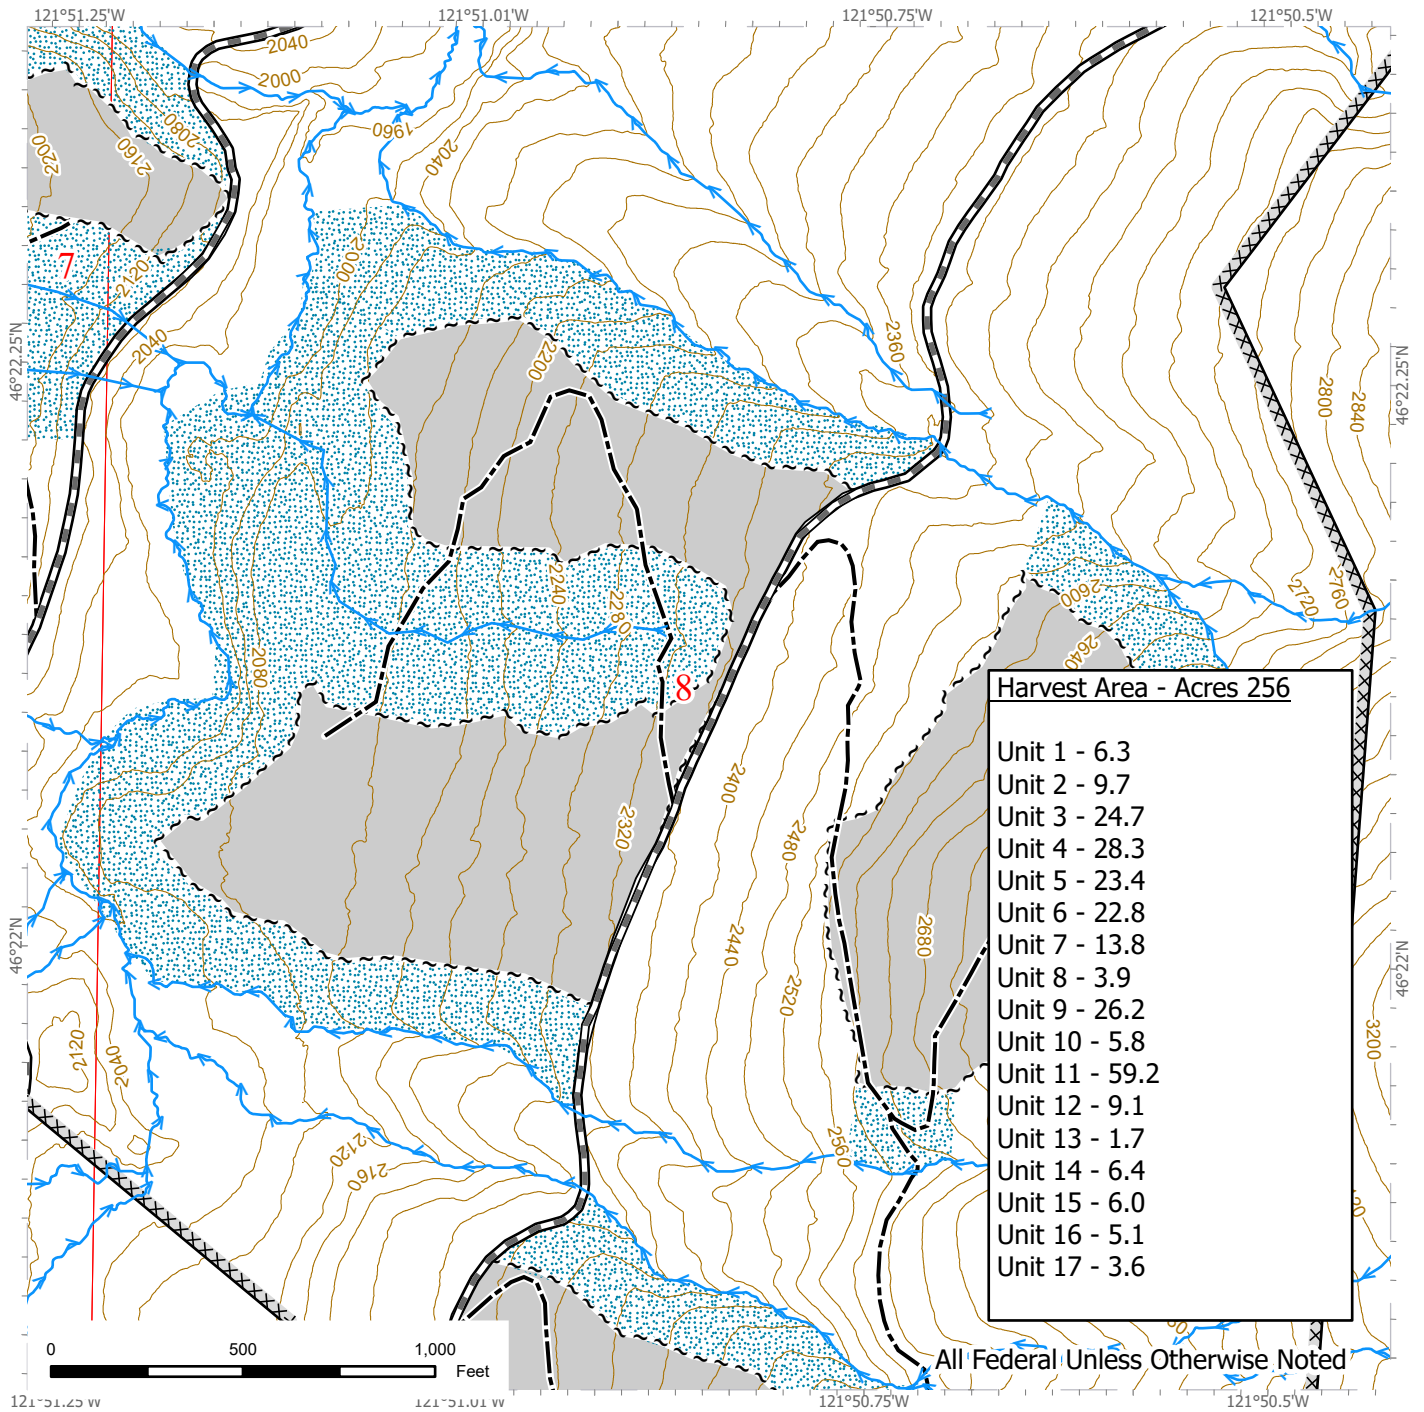 121°51.25'W 121°51.01'W 121°50.75'W 121°50.5'W
2040
2000
1960
2080
2160
2200
2040
7
2000
2120
2040
2200
2360
46°22.25'N
46°22.25'N
2800
2840
2240
2280
2600
2720
2760
2640
2080
8
Harvest Area - Acres 256
Unit 1 - 6.3
Unit 2 - 9.7
Unit 3 - 24.7
Unit 4 - 28.3
Unit 5 - 23.4
Unit 6 - 22.8
Unit 7 - 13.8
Unit 8 - 3.9
Unit 9 - 26.2
Unit 10 - 5.8
Unit 11 - 59.2
Unit 12 - 9.1
Unit 13 - 1.7
Unit 14 - 6.4
Unit 15 - 6.0
Unit 16 - 5.1
Unit 17 - 3.6
2400
2320
2480
2440
2680
2520
46°22'N
46°22'N
2120
2040
3200
2560
2120
2160
0 500 1,000
Feet
All Federal Unless Otherwise Noted
121°51.25 W 121°51.01 W 121°50.75'W 121°50.5'W